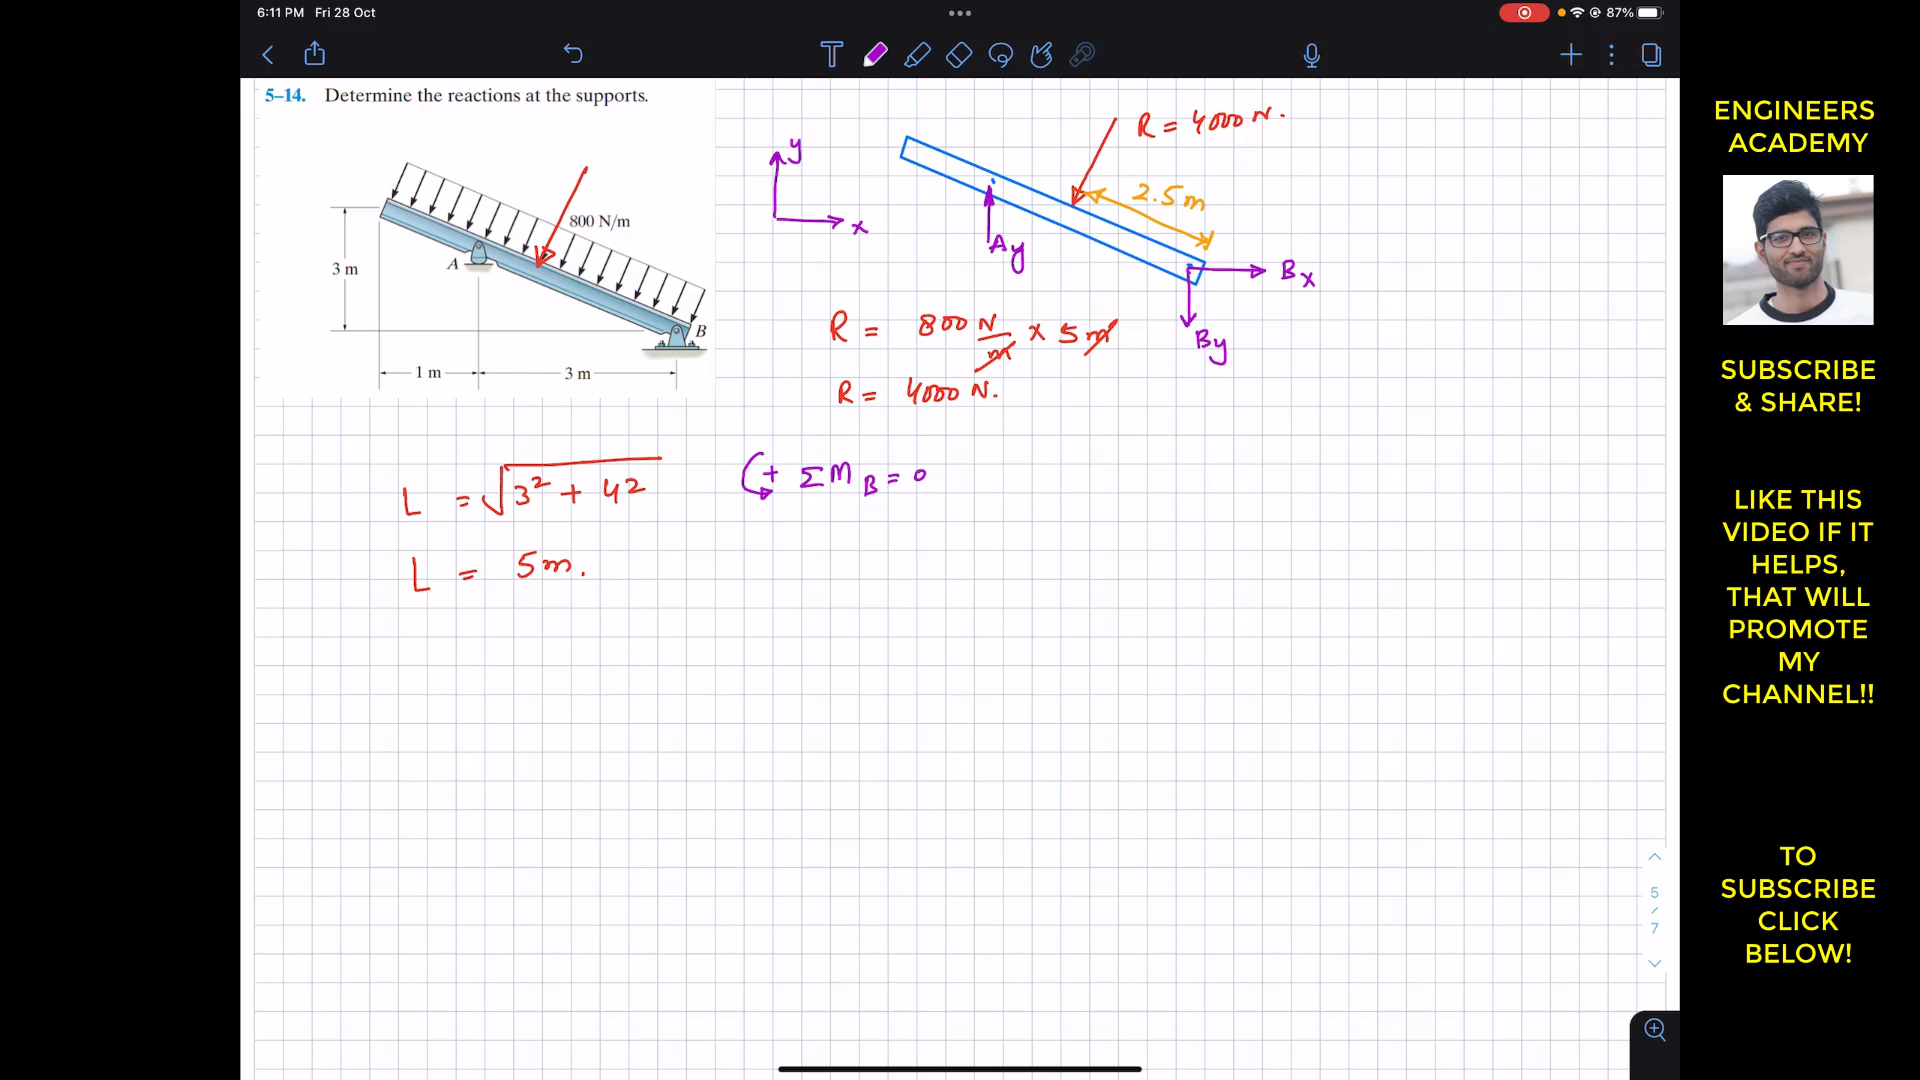 6:11 PM Fri 28 Oct
87%
5–14. Determine the reactions at the supports.
800 N/m
A
B
3 m
1 m
3 m
y
x
R = 4000 N.
2.5m
Ay
Bx
By
R = 800 N/m × 5 m
R = 4000 N.
L = √3² + 42
L = 5m.
+ ΣM_B = 0
5
7
ENGINEERS
ACADEMY
SUBSCRIBE
& SHARE!
LIKE THIS
VIDEO IF IT
HELPS,
THAT WILL
PROMOTE
MY
CHANNEL!!
TO
SUBSCRIBE
CLICK
BELOW!